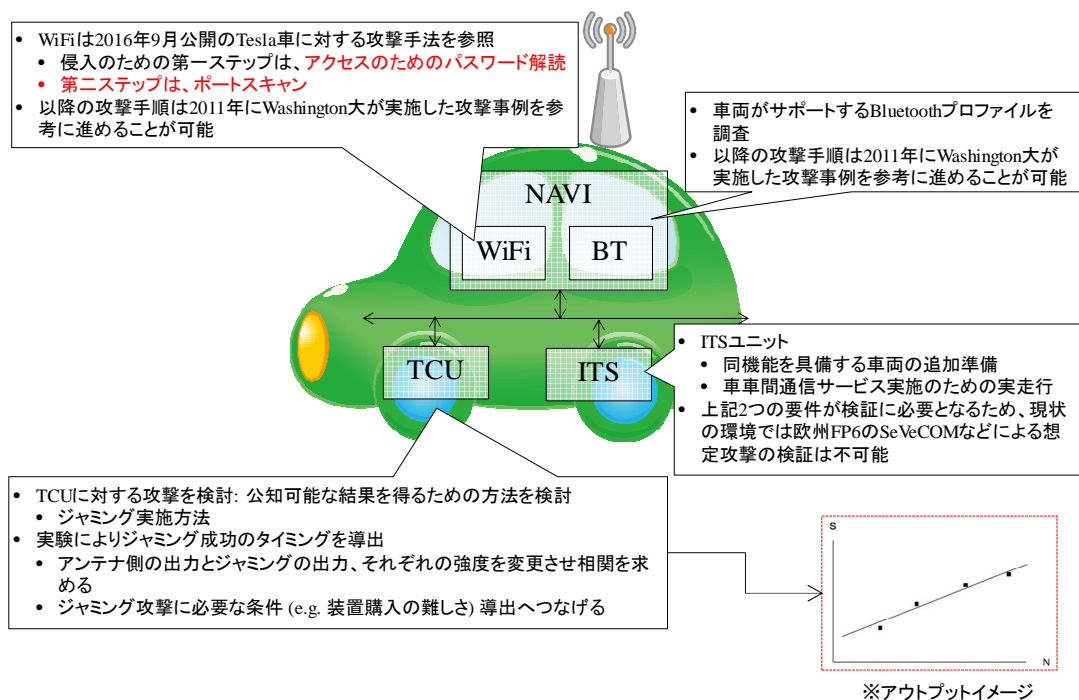 • WiFiは2016年9月公開のTesla車に対する攻撃手法を参照
• 侵入のための第一ステップは、アクセスのためのパスワード解読
• 第二ステップは、ポートスキャン
• 以降の攻撃手順は2011年にWashington大が実施した攻撃事例を参
考に進めることが可能
• 車両がサポートするBluetoothプロファイルを
調査
• 以降の攻撃手順は2011年にWashington大が
実施した攻撃事例を参考に進めることが可能
NAVI
WiFi
BT
TCU
ITS
• ITSユニット
• 同機能を具備する車両の追加準備
• 車車間通信サービス実施のための実走行
• 上記2つの要件が検証に必要となるため、現状
の環境では欧州FP6のSeVeCOMなどによる想
定攻撃の検証は不可能
• TCUに対する攻撃を検討: 公知可能な結果を得るための方法を検討
• ジャミング実施方法
• 実験によりジャミング成功のタイミングを導出
• アンテナ側の出力とジャミングの出力、それぞれの強度を変更させ相関を求
める
• ジャミング攻撃に必要な条件 (e.g. 装置購入の難しさ) 導出へつなげる
S
N
※アウトプットイメージ